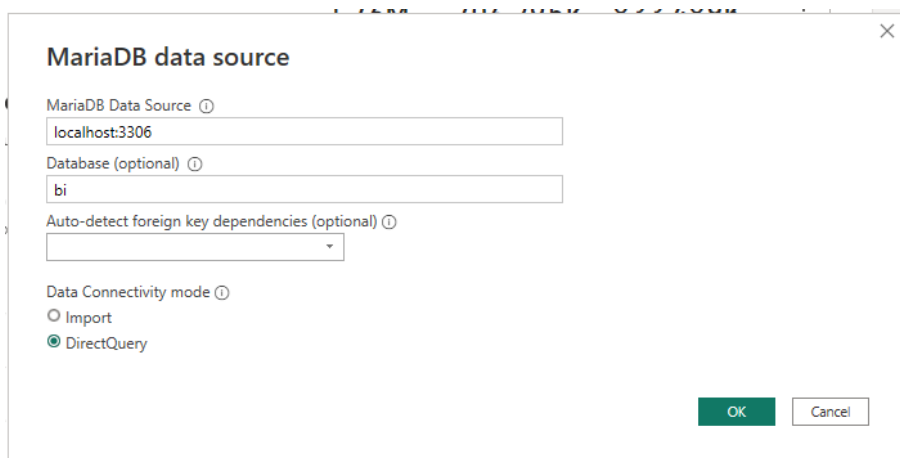 MariaDB data source
MariaDB Data Source
localhost:3306
Database (optional)
bi
Auto-detect foreign key dependencies (optional)
Data Connectivity mode
Import
DirectQuery
OK
Cancel